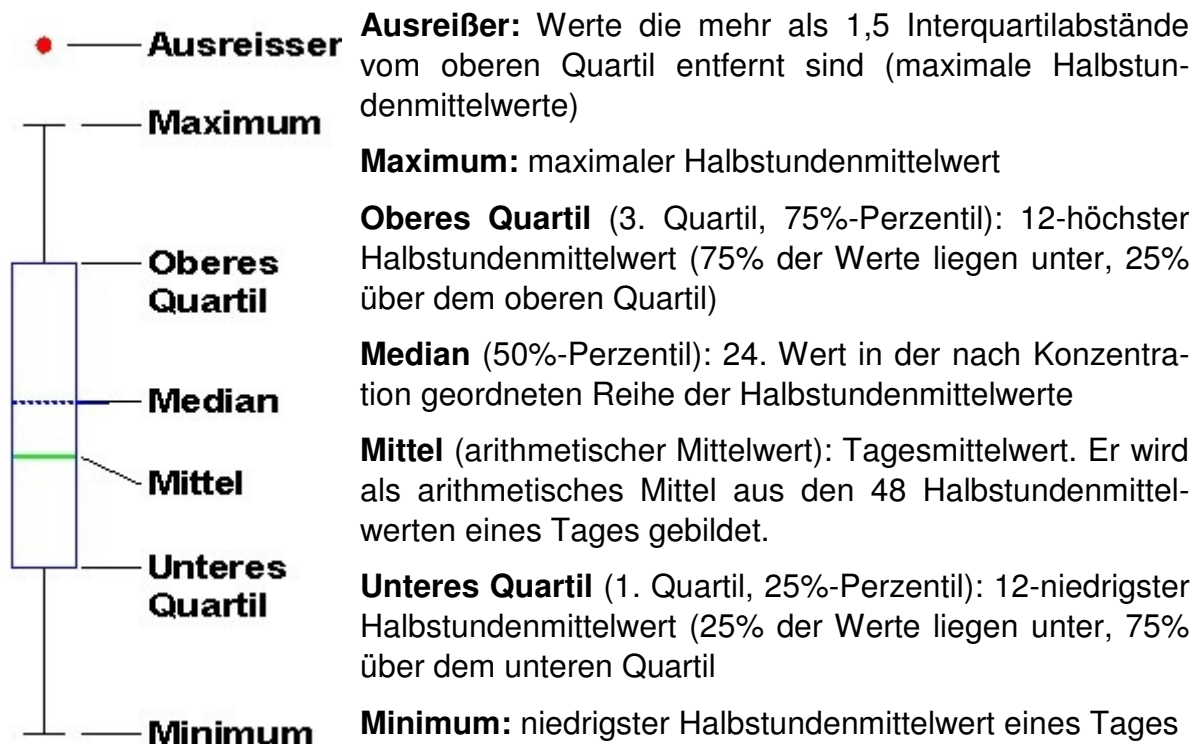 Ausreisser
Maximum
Oberes
Quartil
Median
Mittel
Unteres
Quartil
Minimum
Ausreißer: Werte die mehr als 1,5 Interquartilabstände
vom oberen Quartil entfernt sind (maximale Halbstun-
denmittelwerte)
Maximum: maximaler Halbstundenmittelwert
Oberes Quartil (3. Quartil, 75%-Perzentil): 12-höchster
Halbstundenmittelwert (75% der Werte liegen unter, 25%
über dem oberen Quartil)
Median (50%-Perzentil): 24. Wert in der nach Konzentra-
tion geordneten Reihe der Halbstundenmittelwerte
Mittel (arithmetischer Mittelwert): Tagesmittelwert. Er wird
als arithmetisches Mittel aus den 48 Halbstundenmittel-
werten eines Tages gebildet.
Unteres Quartil (1. Quartil, 25%-Perzentil): 12-niedrigster
Halbstundenmittelwert (25% der Werte liegen unter, 75%
über dem unteren Quartil
Minimum: niedrigster Halbstundenmittelwert eines Tages